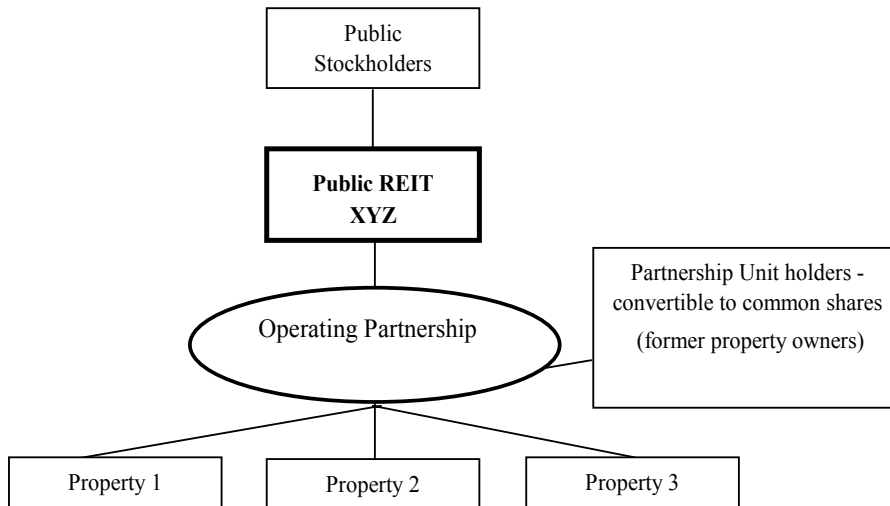 Public
Stockholders
Public REIT
XYZ
Operating Partnership
Partnership Unit holders -
convertible to common shares
(former property owners)
Property 1
Property 2
Property 3